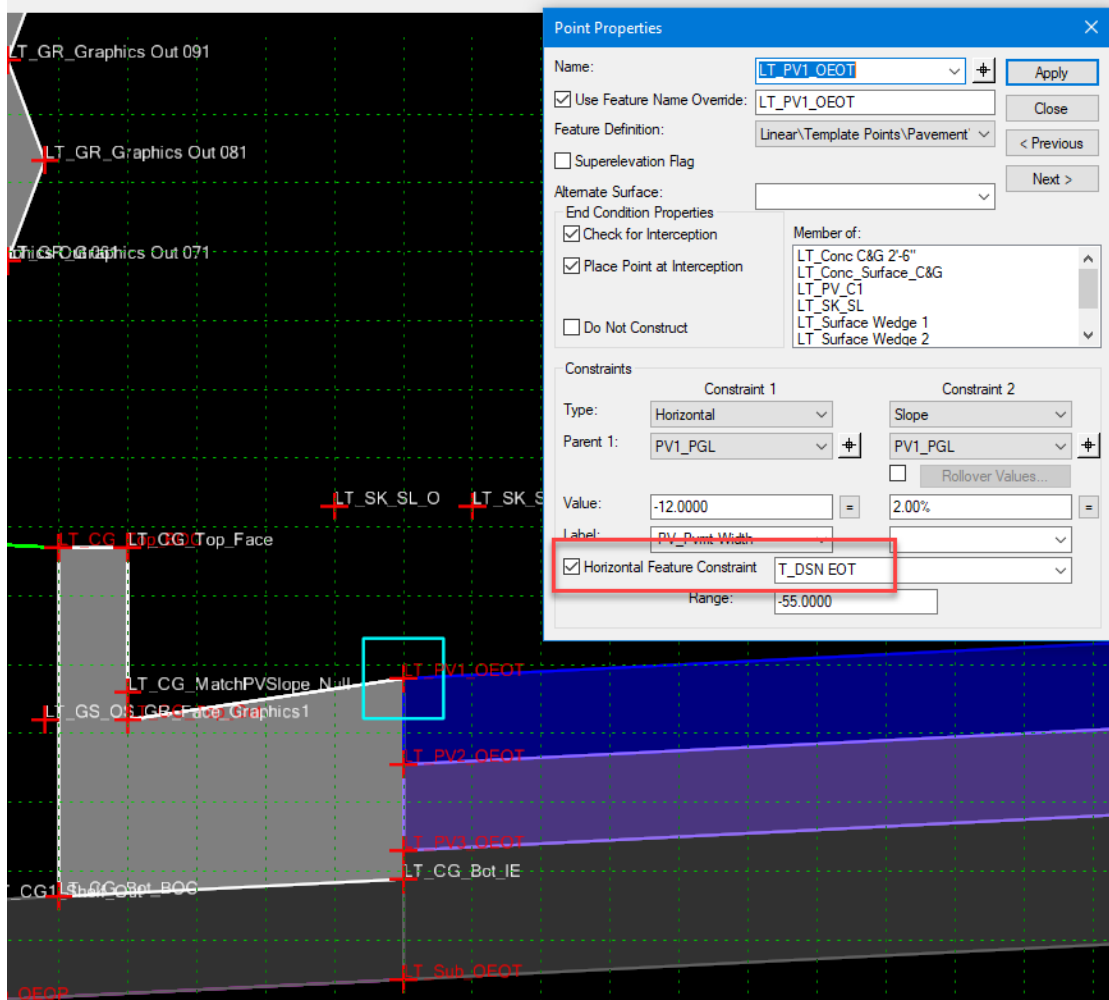 LT_GR_Graphics Out 091
LT_GR_Graphics Out 081
Out 071
LT_SK_SL_O
LT_SK_S
LT_CG_Top_Face
LT_PV1_OEOT
LT_CG_MatchPVSlope_Null
LT_GS_OS_GR_Face_Graphics1
LT_PV2_OEOT
LT_PV3_OEOT
LT_CG_Bot_IE
LT_Sub_OEOT
OEOP
Point Properties
Name:
LT_PV1_OEOT
Apply
Use Feature Name Override:
LT_PV1_OEOT
Close
Feature Definition:
Linear\Template Points\Pavement\
< Previous
Superelevation Flag
Next >
Alternate Surface:
End Condition Properties
Check for Interception
Place Point at Interception
Do Not Construct
Member of:
LT_Conc C&G 2'-6"
LT_Conc_Surface_C&G
LT_PV_C1
LT_SK_SL
LT_Surface Wedge 1
LT_Surface Wedge 2
Constraints
Constraint 1
Constraint 2
Type:
Horizontal
Slope
Parent 1:
PV1_PGL
PV1_PGL
Rollover Values...
Value:
-12.0000
=
2.00%
=
Label:
PV_Pvmt Width
Horizontal Feature Constraint
T_DSN EOT
Range:
-55.0000